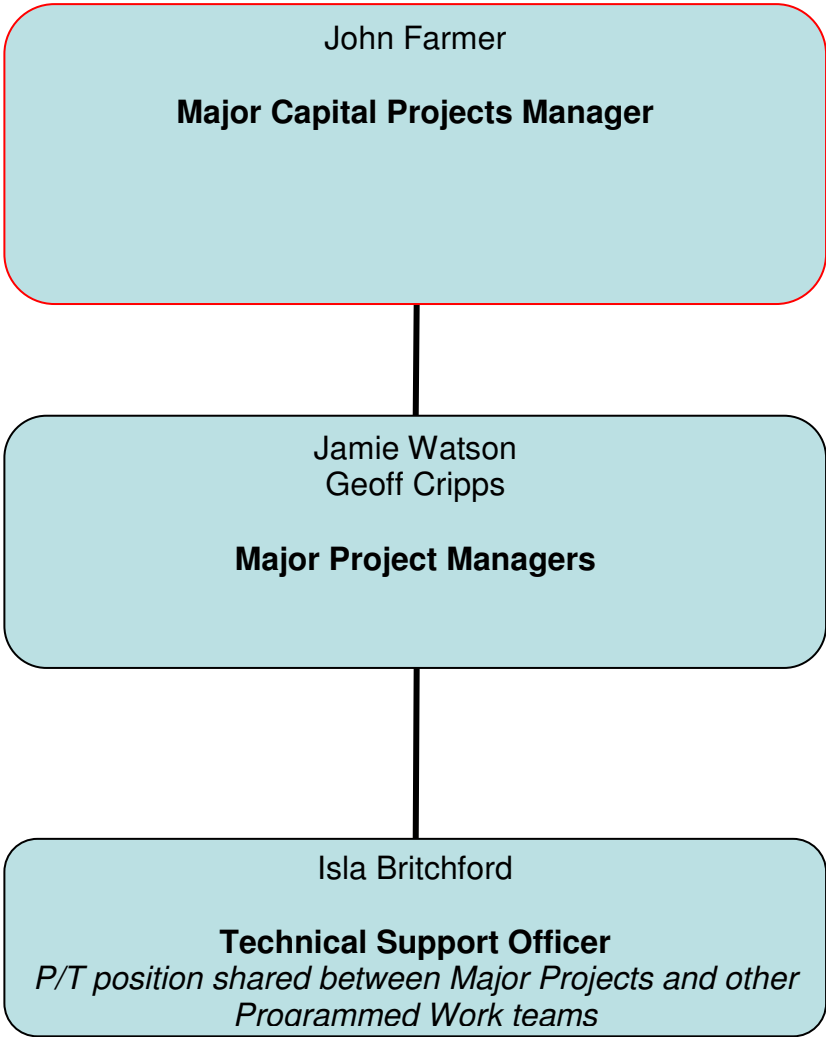 John Farmer
Major Capital Projects Manager
Jamie Watson
Geoff Cripps
Major Project Managers
Isla Britchford
Technical Support Officer
P/T position shared between Major Projects and other
Programmed Work teams